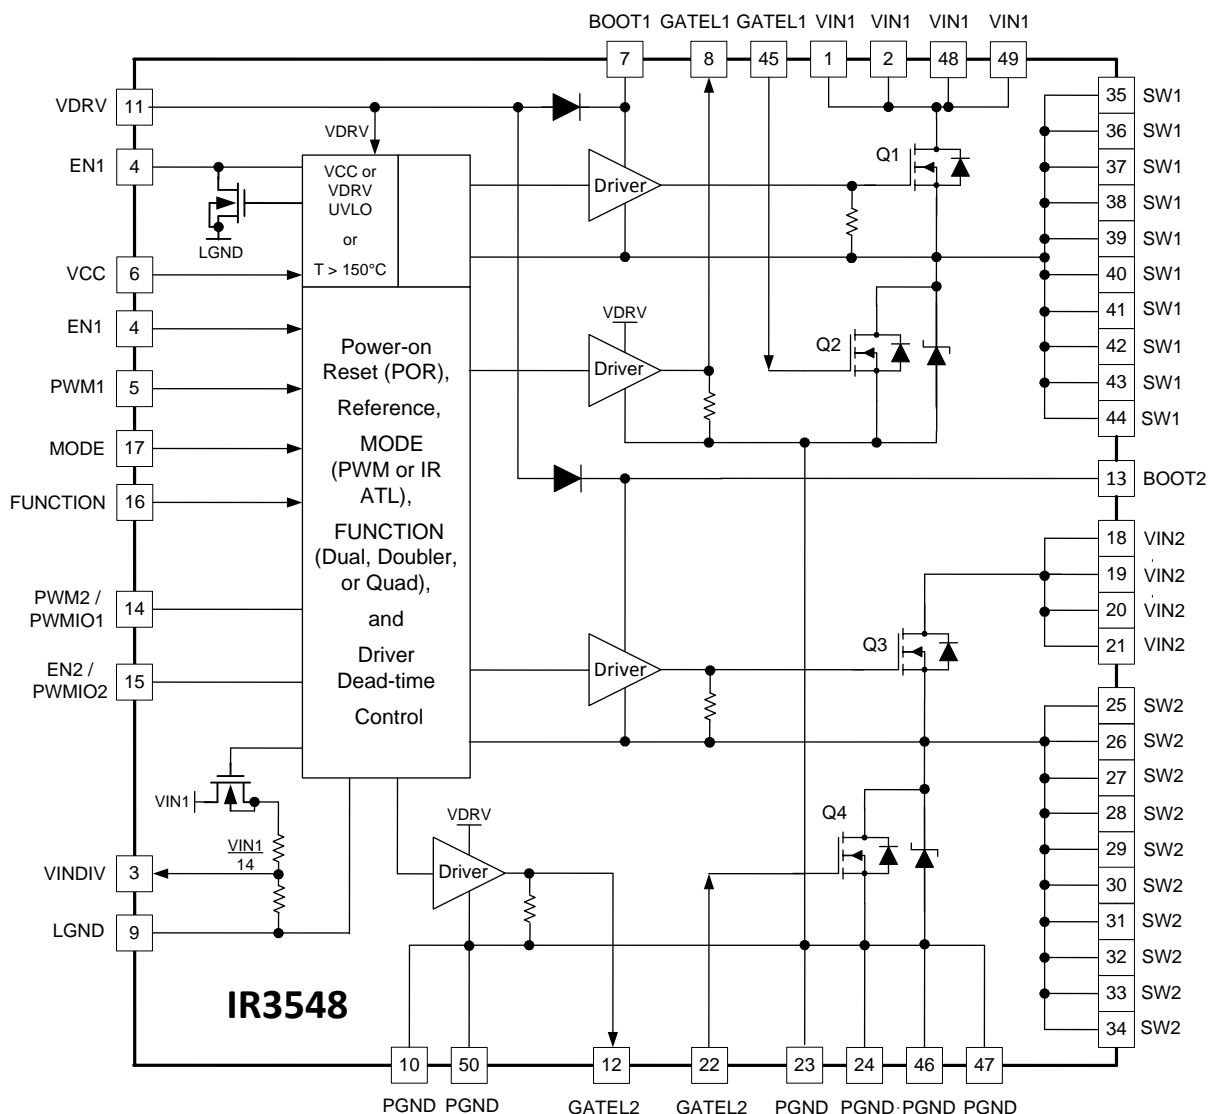 BOOT1 GATEL1 GATEL1 VIN1 VIN1 VIN1 VIN1
7 8 45 1 2 48 49
VDRV 11
VDRV
EN1 4
LGND
VCC 6
EN1 4
PWM1 5
MODE 17
FUNCTION 16
PWM2 /
PWMIO1
14
EN2 /
PWMIO2
15
VIN1
VIN1
14
VINDIV 3
LGND 9
VCC or
VDRV
UVLO
or
T > 150°C
Power-on
Reset (POR),
Reference,
MODE
(PWM or IR
ATL),
FUNCTION
(Dual, Doubler,
or Quad),
and
Driver
Dead-time
Control
Driver
Q1
VDRV
Driver
Q2
Driver
Q3
VDRV
Driver
Q4
35 SW1
36 SW1
37 SW1
38 SW1
39 SW1
40 SW1
41 SW1
42 SW1
43 SW1
44 SW1
13 BOOT2
18 VIN2
19 VIN2
20 VIN2
21 VIN2
25 SW2
26 SW2
27 SW2
28 SW2
29 SW2
30 SW2
31 SW2
32 SW2
33 SW2
34 SW2
IR3548
10 50 12 22 23 24 46 47
PGND PGND GATEL2 GATEL2 PGND PGND PGND PGND